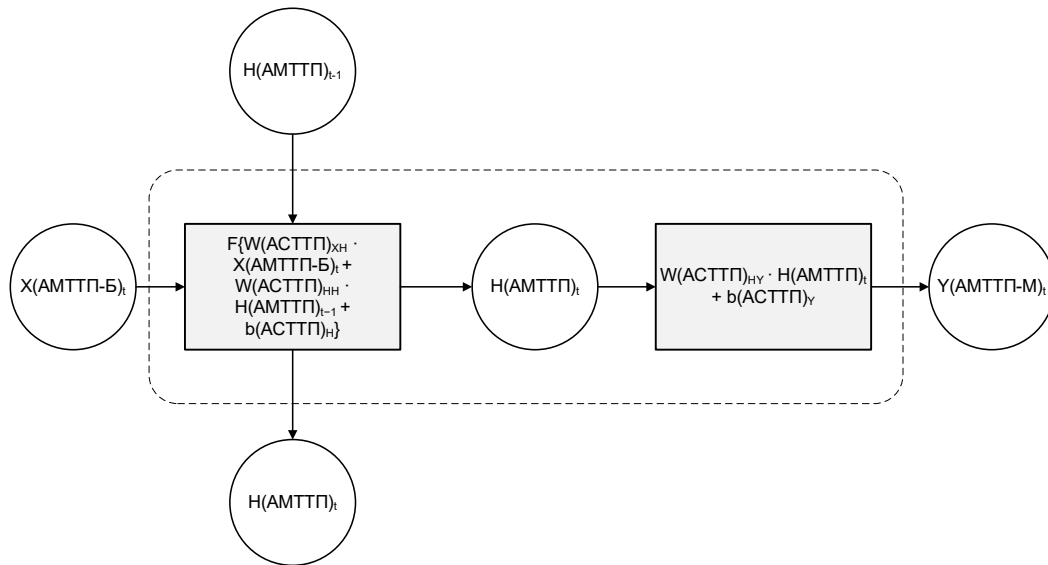 H(АМТТП)ₜ₋₁
X(АМТТП-Б)ₜ
F{W(АСТТП)XH ·
X(АМТТП-Б)ₜ +
W(АСТТП)HH ·
H(АМТТП)ₜ₋₁ +
b(АСТТП)H}
H(АМТТП)ₜ
W(АСТТП)HY · H(АМТТП)ₜ
+ b(АСТТП)Y
Y(АМТТП-М)ₜ
H(АМТТП)ₜ